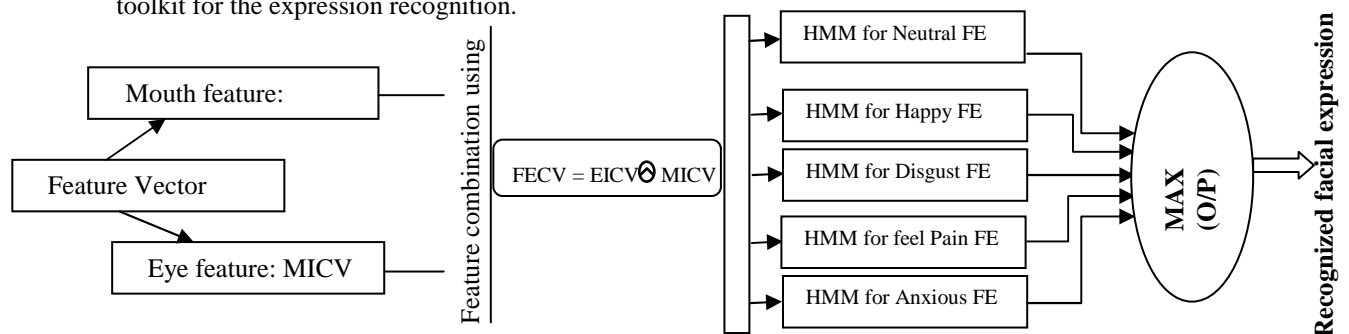 toolkit for the expression recognition.
Mouth feature:
Feature Vector
Eye feature: MICV
Feature combination using
FECV = EICV MICV
HMM for Neutral FE
HMM for Happy FE
HMM for Disgust FE
HMM for feel Pain FE
HMM for Anxious FE
MAX
(O/P)
Recognized facial expression